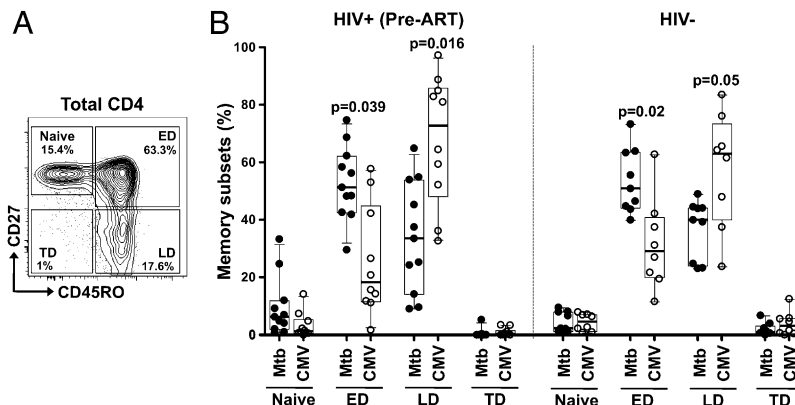 A
Total CD4
Naive
15.4%
ED
63.3%
TD
1%
LD
17.6%
CD27
CD45RO
B
HIV+ (Pre-ART)
HIV-
Memory subsets (%)
100
80
60
40
20
0
p=0.039
p=0.016
p=0.02
p=0.05
Mtb CMV Mtb CMV Mtb CMV Mtb CMV Mtb CMV Mtb CMV Mtb CMV Mtb CMV
Naive ED LD TD Naive ED LD TD